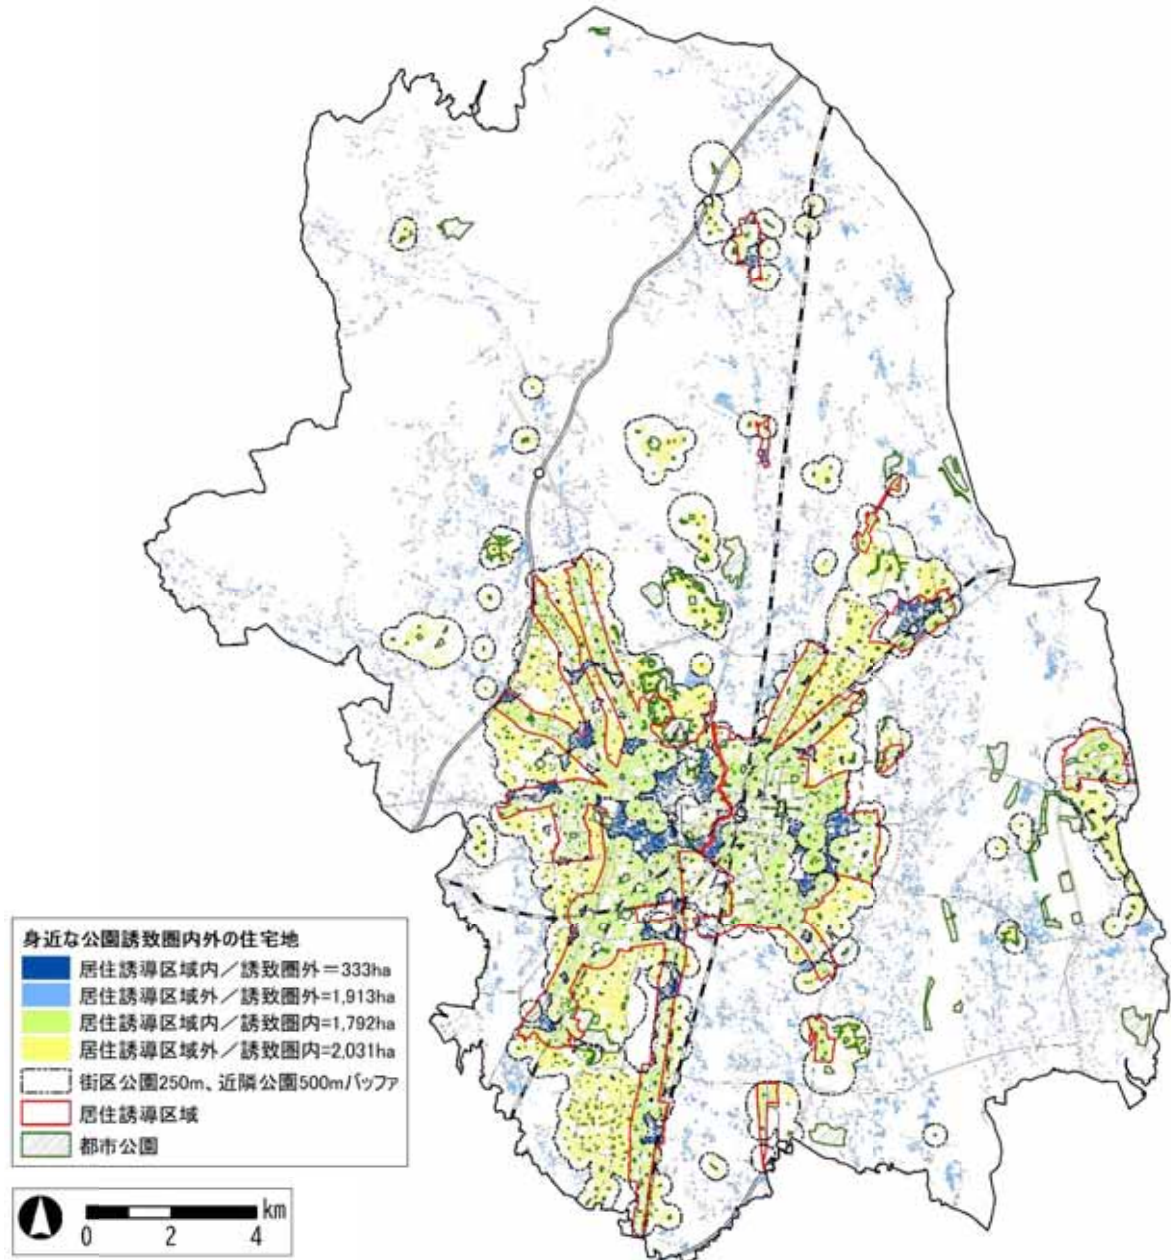 身近な公園誘致圏内外の住宅地
居住誘導区域内／誘致圏外＝333ha
居住誘導区域外／誘致圏外=1,913ha
居住誘導区域内／誘致圏内=1,792ha
居住誘導区域外／誘致圏内=2,031ha
街区公園250m、近隣公園500mバッファ
居住誘導区域
都市公園
km
0 2 4